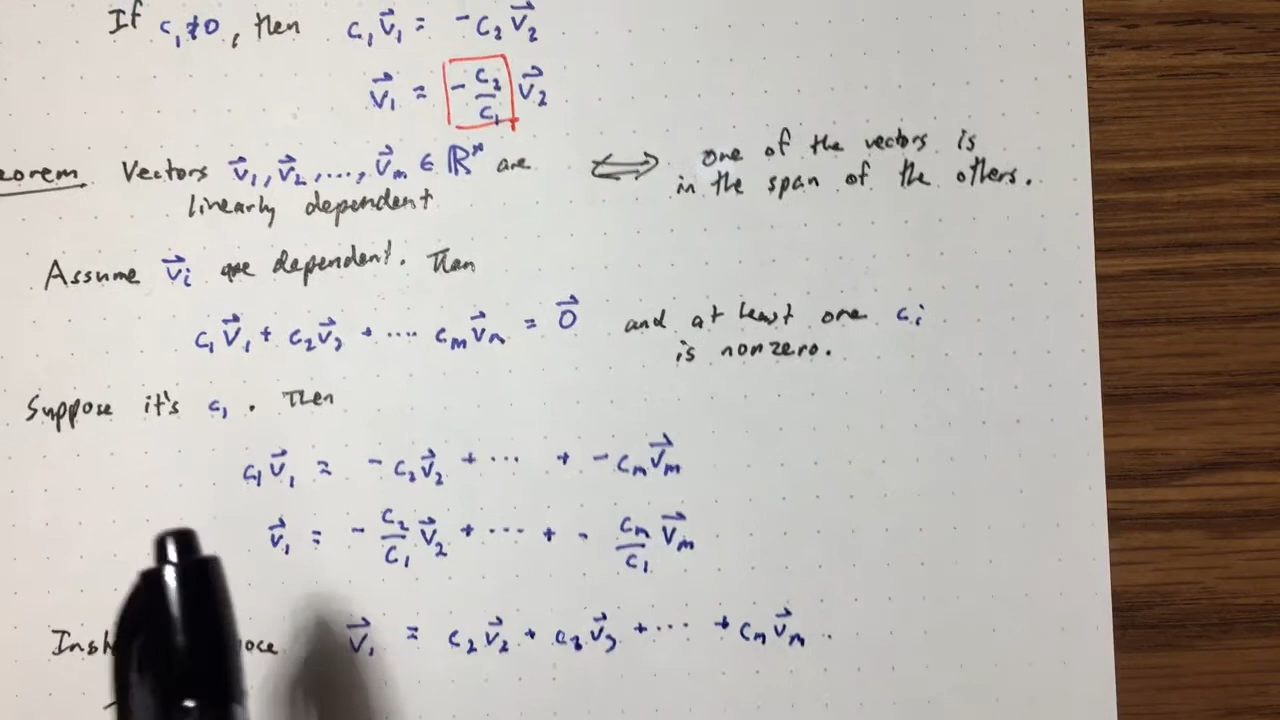 If c₁≠0, then c₁v⃗₁ = -c₂v⃗₂
v⃗₁ = -c₂/c₁ v⃗₂
eorem Vectors v⃗₁, v⃗₂, ..., v⃗ₘ ∈ ℝⁿ are ⟺ one of the vectors is
linearly dependent in the span of the others.
Assume v⃗ᵢ are dependent. Then
c₁v⃗₁ + c₂v⃗₂ + .... cₘv⃗ₘ = 0⃗ and at least one cᵢ
is nonzero.
Suppose it's c₁. Then
c₁v⃗₁ = -c₂v⃗₂ + ... + -cₘv⃗ₘ
v⃗₁ = -c₂/c₁ v⃗₂ + ... + - cₘ/c₁ v⃗ₘ
v⃗₁ = c₂v⃗₂ + c₃v⃗₃ + ... + cₘv⃗ₘ.